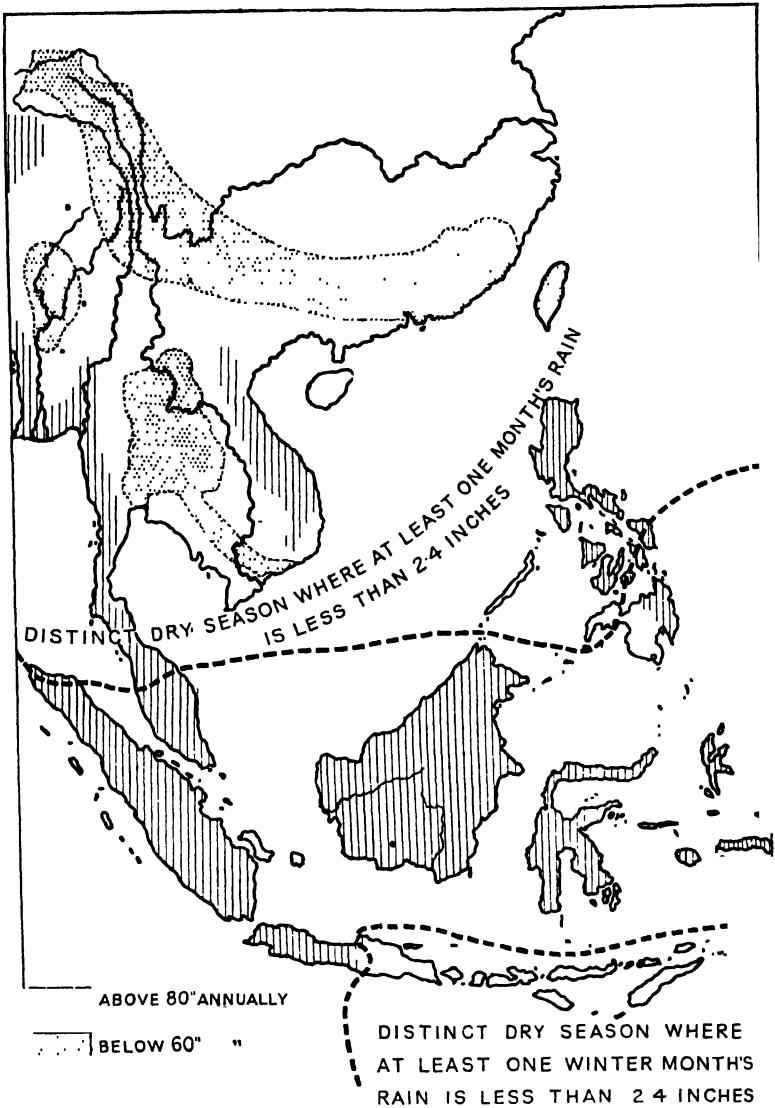 DISTINCT DRY SEASON WHERE AT LEAST ONE MONTH'S RAIN
IS LESS THAN 2·4 INCHES
ABOVE 80" ANNUALLY
BELOW 60" "
DISTINCT DRY SEASON WHERE
AT LEAST ONE WINTER MONTH'S
RAIN IS LESS THAN 2 4 INCHES